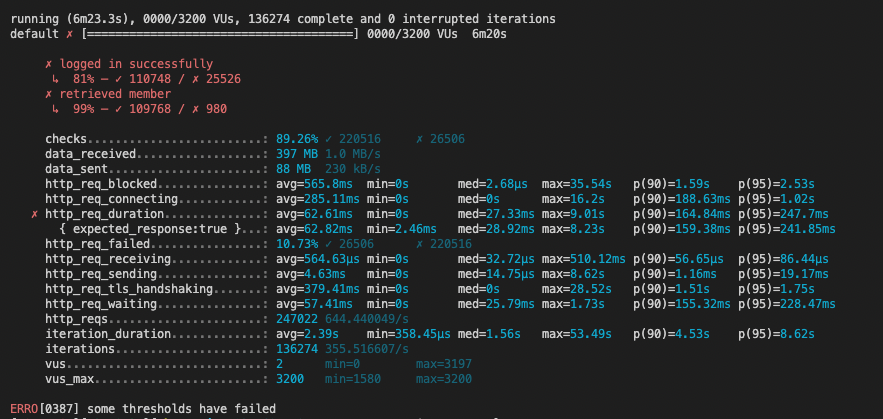 running (6m23.3s), 0000/3200 VUs, 136274 complete and 0 interrupted iterations
default ✗ [======================================] 0000/3200 VUs  6m20s
✗ logged in successfully
↳  81% — ✓ 110748 / ✗ 25526
✗ retrieved member
↳  99% — ✓ 109768 / ✗ 980
checks.........................: 89.26% ✓ 220516     ✗ 26506
data_received..................: 397 MB 1.0 MB/s
data_sent......................: 88 MB  230 kB/s
http_req_blocked...............: avg=565.8ms  min=0s       med=2.68µs  max=35.54s   p(90)=1.59s    p(95)=2.53s
http_req_connecting............: avg=285.11ms min=0s       med=0s      max=16.2s    p(90)=188.63ms p(95)=1.02s
✗ http_req_duration..............: avg=62.61ms  min=0s       med=27.33ms max=9.01s    p(90)=164.84ms p(95)=247.7ms
{ expected_response:true }...: avg=62.82ms  min=2.46ms   med=28.92ms max=8.23s    p(90)=159.38ms p(95)=241.85ms
http_req_failed................: 10.73% ✓ 26506      ✗ 220516
http_req_receiving.............: avg=564.63µs min=0s       med=32.72µs max=510.12ms p(90)=56.65µs  p(95)=86.44µs
http_req_sending...............: avg=4.63ms   min=0s       med=14.75µs max=8.62s    p(90)=1.16ms   p(95)=19.17ms
http_req_tls_handshaking.......: avg=379.41ms min=0s       med=0s      max=28.52s   p(90)=1.51s    p(95)=1.75s
http_req_waiting...............: avg=57.41ms  min=0s       med=25.79ms max=1.73s    p(90)=155.32ms p(95)=228.47ms
http_reqs......................: 247022 644.440049/s
iteration_duration.............: avg=2.39s    min=358.45µs med=1.56s   max=53.49s   p(90)=4.53s    p(95)=8.62s
iterations.....................: 136274 355.516607/s
vus............................: 2      min=0        max=3197
vus_max........................: 3200   min=1580     max=3200
ERRO[0387] some thresholds have failed